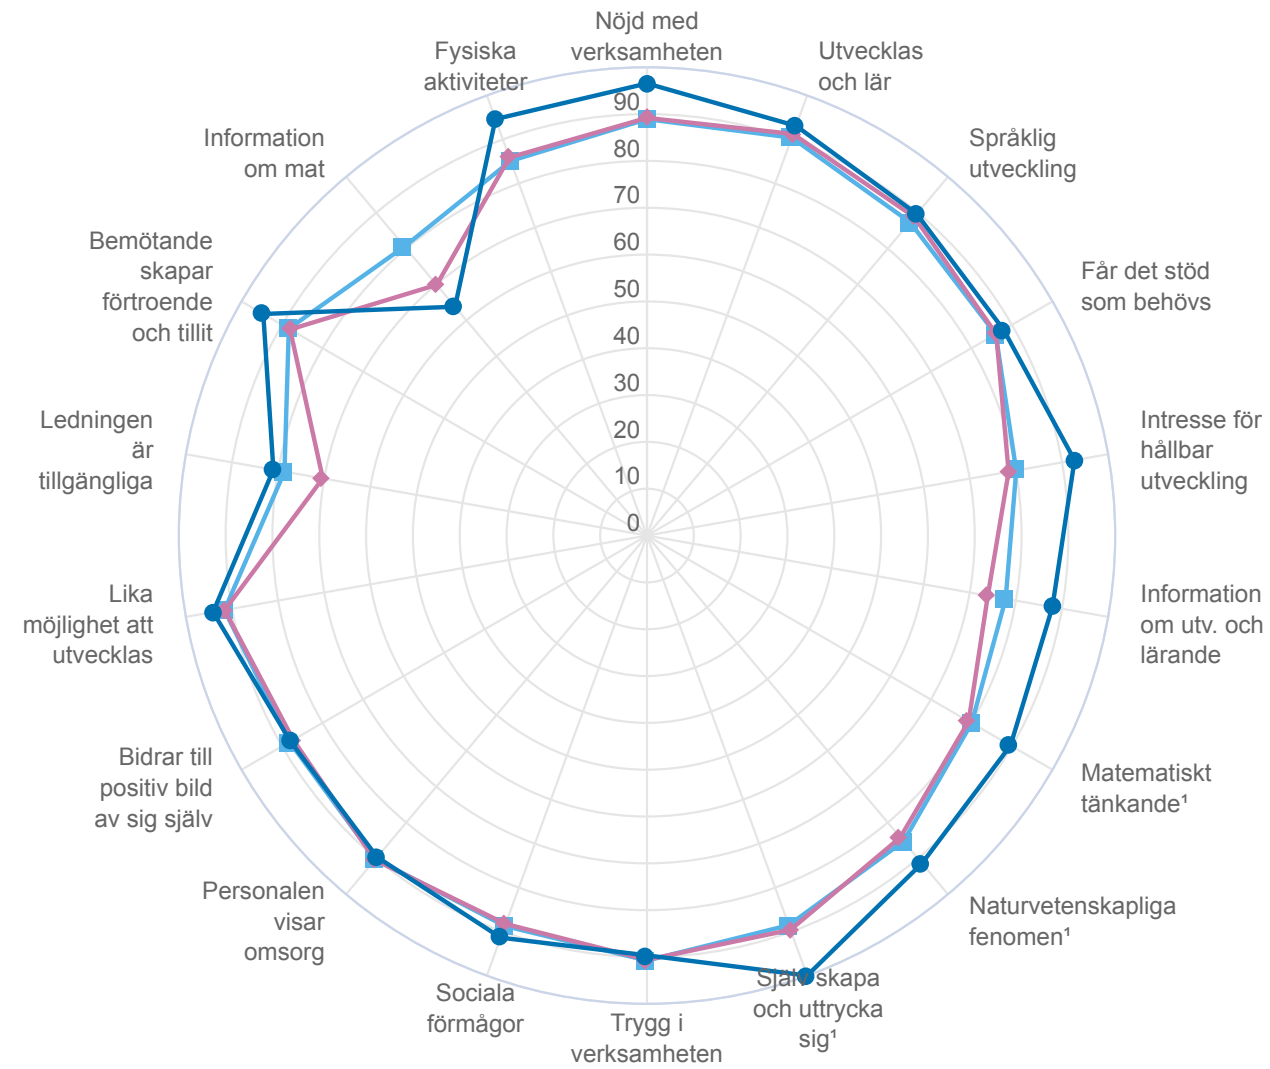 Nöjd med
verksamheten
Utvecklas
och lär
Språklig
utveckling
Får det stöd
som behövs
Intresse för
hållbar
utveckling
Information
om utv. och
lärande
Matematiskt
tänkande¹
Naturvetenskapliga
fenomen¹
Själv skapa
och uttrycka
sig¹
Trygg i
verksamheten
Sociala
förmågor
Personalen
visar
omsorg
Bidrar till
positiv bild
av sig själv
Lika
möjlighet att
utvecklas
Ledningen
är
tillgängliga
Bemötande
skapar
förtroende
och tillit
Information
om mat
Fysiska
aktiviteter
90
80
70
60
50
40
30
20
10
0